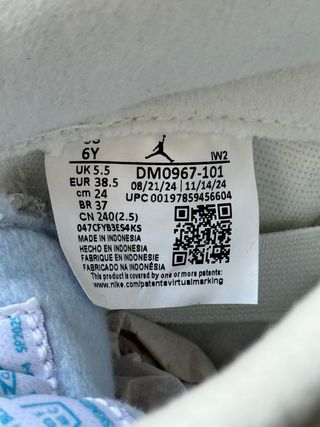 6Y
IW2
UK 5.5
EUR 38.5
cm 24
BR 37
CN 240(2.5)
DM0967-101
08/21/24 | 11/14/24
UPC 00197859456604
047CFYB3ES4KS
MADE IN INDONESIA
HECHO EN INDONESIA
FABRIQUE EN INDONESIE
FABRICADO NA INDONÉSIA
This product is covered by one or more patents:
www.nike.com/patentsvirtualmarking